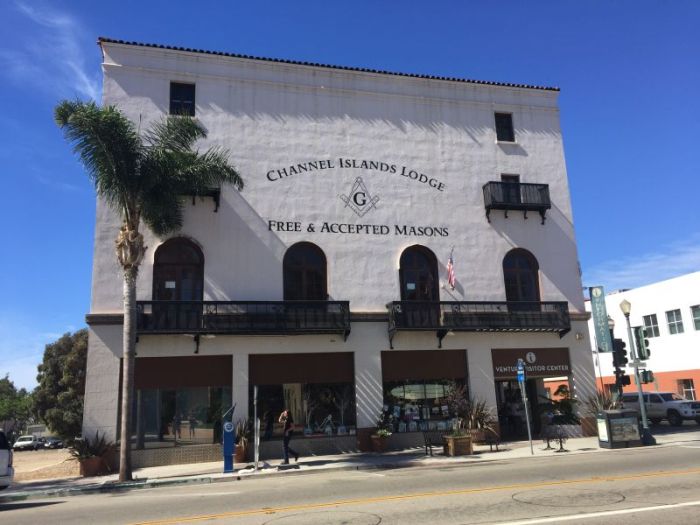 Channel Islands Lodge
G
Free & Accepted Masons
i
VENTURA VISITOR CENTER